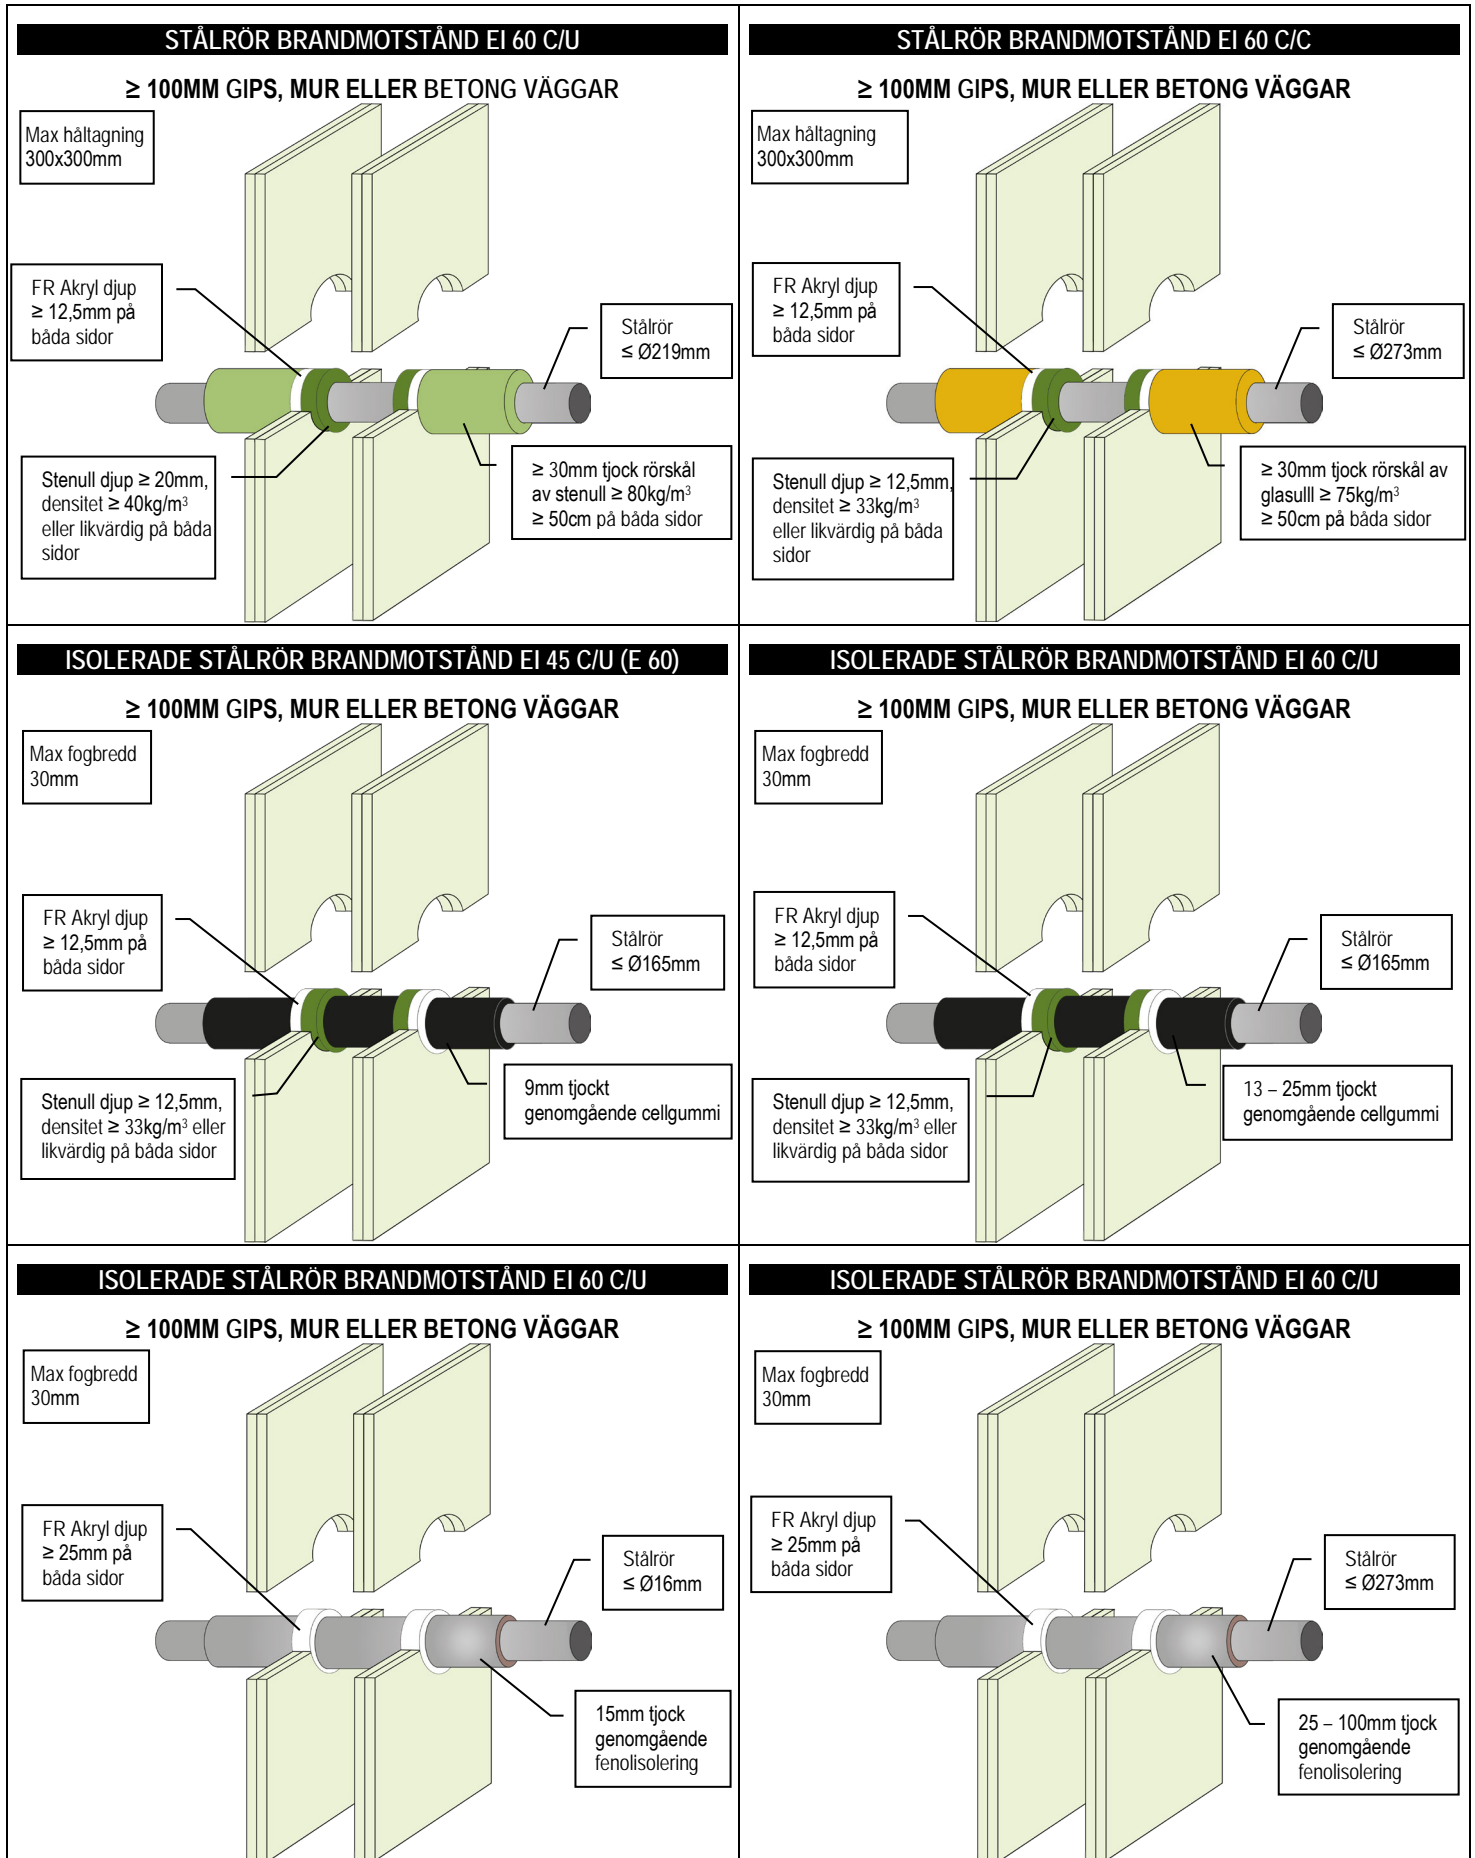 STÅLRÖR BRANDMOTSTÅND EI 60 C/U
≥ 100MM GIPS, MUR ELLER BETONG VÄGGAR
Max håltagning
300x300mm
FR Akryl djup
≥ 12,5mm på
båda sidor
Stålrör
≤ Ø219mm
Stenull djup ≥ 20mm,
densitet ≥ 40kg/m³
eller likvärdig på båda
sidor
≥ 30mm tjock rörskål
av stenull ≥ 80kg/m³
≥ 50cm på båda sidor
STÅLRÖR BRANDMOTSTÅND EI 60 C/C
≥ 100MM GIPS, MUR ELLER BETONG VÄGGAR
Max håltagning
300x300mm
FR Akryl djup
≥ 12,5mm på
båda sidor
Stålrör
≤ Ø273mm
Stenull djup ≥ 12,5mm,
densitet ≥ 33kg/m³
eller likvärdig på båda
sidor
≥ 30mm tjock rörskål av
glasulll ≥ 75kg/m³
≥ 50cm på båda sidor
ISOLERADE STÅLRÖR BRANDMOTSTÅND EI 45 C/U (E 60)
≥ 100MM GIPS, MUR ELLER BETONG VÄGGAR
Max fogbredd
30mm
FR Akryl djup
≥ 12,5mm på
båda sidor
Stålrör
≤ Ø165mm
Stenull djup ≥ 12,5mm,
densitet ≥ 33kg/m³ eller
likvärdig på båda sidor
9mm tjockt
genomgående cellgummi
ISOLERADE STÅLRÖR BRANDMOTSTÅND EI 60 C/U
≥ 100MM GIPS, MUR ELLER BETONG VÄGGAR
Max fogbredd
30mm
FR Akryl djup
≥ 12,5mm på
båda sidor
Stålrör
≤ Ø165mm
Stenull djup ≥ 12,5mm,
densitet ≥ 33kg/m³ eller
likvärdig på båda sidor
13 – 25mm tjockt
genomgående cellgummi
ISOLERADE STÅLRÖR BRANDMOTSTÅND EI 60 C/U
≥ 100MM GIPS, MUR ELLER BETONG VÄGGAR
Max fogbredd
30mm
FR Akryl djup
≥ 25mm på
båda sidor
Stålrör
≤ Ø16mm
15mm tjock
genomgående
fenolisolering
ISOLERADE STÅLRÖR BRANDMOTSTÅND EI 60 C/U
≥ 100MM GIPS, MUR ELLER BETONG VÄGGAR
Max fogbredd
30mm
FR Akryl djup
≥ 25mm på
båda sidor
Stålrör
≤ Ø273mm
25 – 100mm tjock
genomgående
fenolisolering